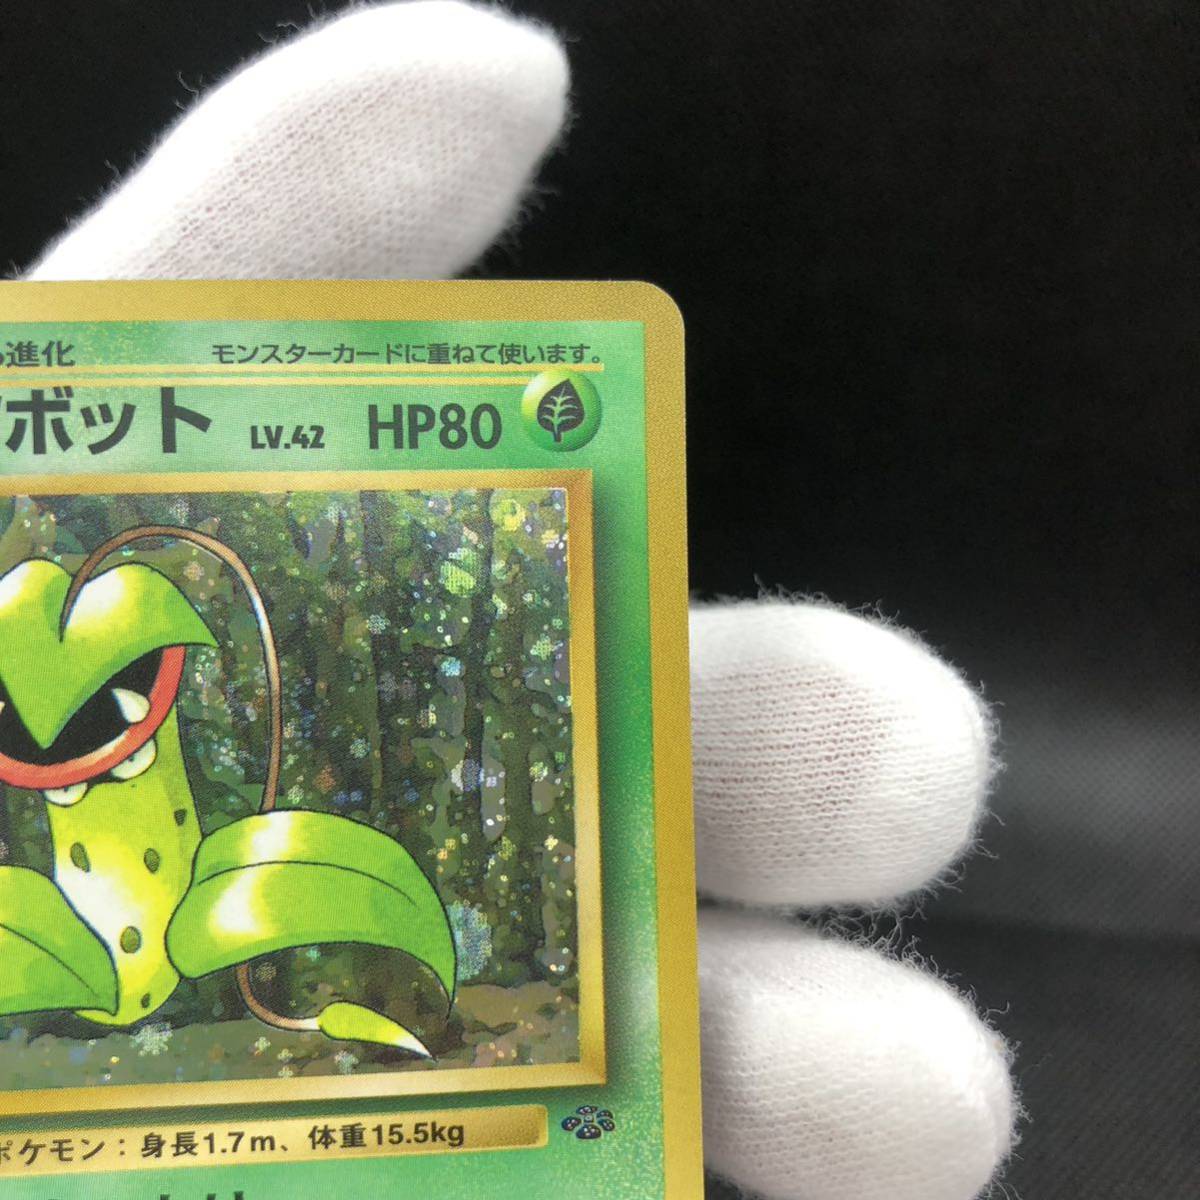 進化 モンスターカードに重ねて使います。
ボット LV.42 HP80
ポケモン：身長1.7m、体重15.5kg